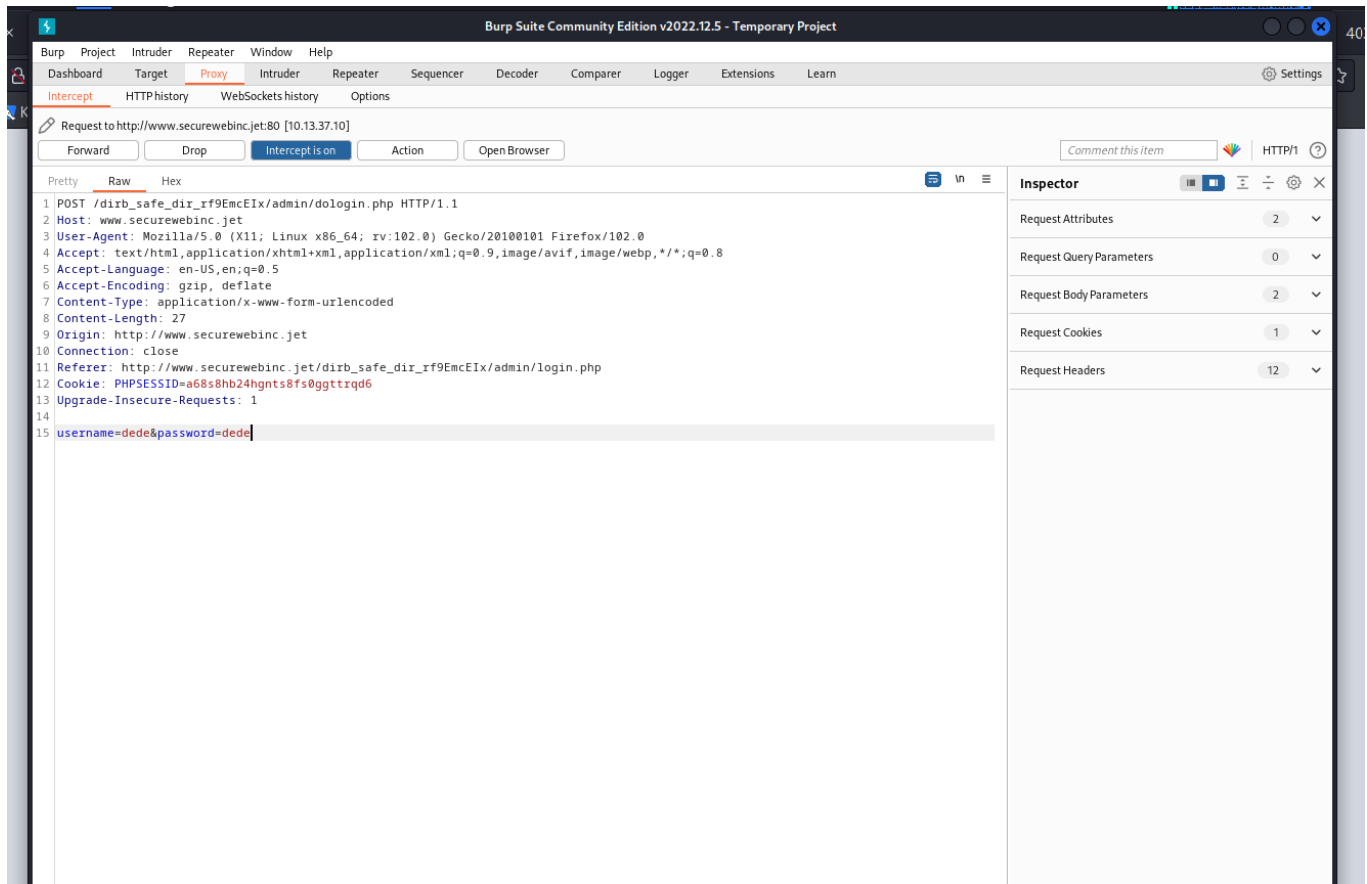 Burp Suite Community Edition v2022.12.5 - Temporary Project
Burp Project Intruder Repeater Window Help
Dashboard Target Proxy Intruder Repeater Sequencer Decoder Comparer Logger Extensions Learn Settings
Intercept HTTP history WebSockets history Options
Request to http://www.securewebinc.jet:80 [10.13.37.10]
Forward Drop Intercept is on Action Open Browser Comment this item HTTP/1 ?
Pretty Raw Hex \n
Inspector
1 POST /dirb_safe_dir_rf9EmcEIx/admin/dologin.php HTTP/1.1
2 Host: www.securewebinc.jet
3 User-Agent: Mozilla/5.0 (X11; Linux x86_64; rv:102.0) Gecko/20100101 Firefox/102.0
4 Accept: text/html,application/xhtml+xml,application/xml;q=0.9,image/avif,image/webp,*/*;q=0.8
5 Accept-Language: en-US,en;q=0.5
6 Accept-Encoding: gzip, deflate
7 Content-Type: application/x-www-form-urlencoded
8 Content-Length: 27
9 Origin: http://www.securewebinc.jet
10 Connection: close
11 Referer: http://www.securewebinc.jet/dirb_safe_dir_rf9EmcEIx/admin/login.php
12 Cookie: PHPSESSID=a68s8hb24hgnts8fs0ggttrqd6
13 Upgrade-Insecure-Requests: 1
14
15 username=dede&password=dede
Request Attributes 2
Request Query Parameters 0
Request Body Parameters 2
Request Cookies 1
Request Headers 12